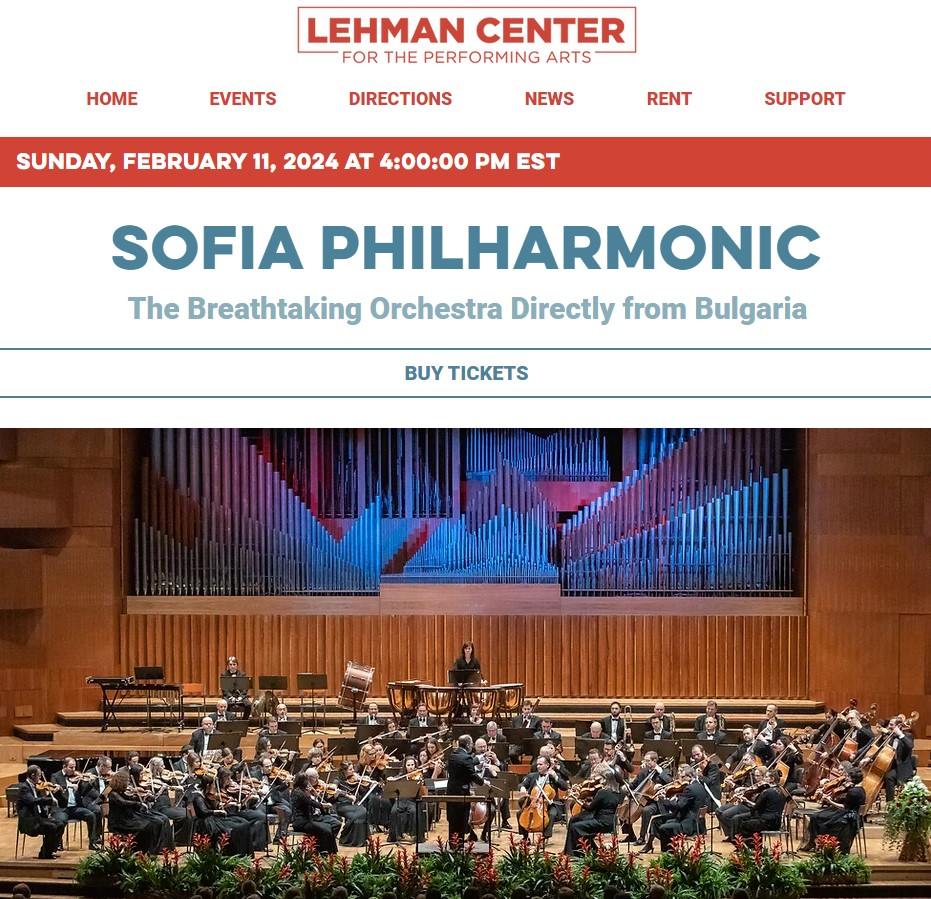 LEHMAN CENTER
FOR THE PERFORMING ARTS
HOME EVENTS DIRECTIONS NEWS RENT SUPPORT
SUNDAY, FEBRUARY 11, 2024 AT 4:00:00 PM EST
SOFIA PHILHARMONIC
The Breathtaking Orchestra Directly from Bulgaria
BUY TICKETS